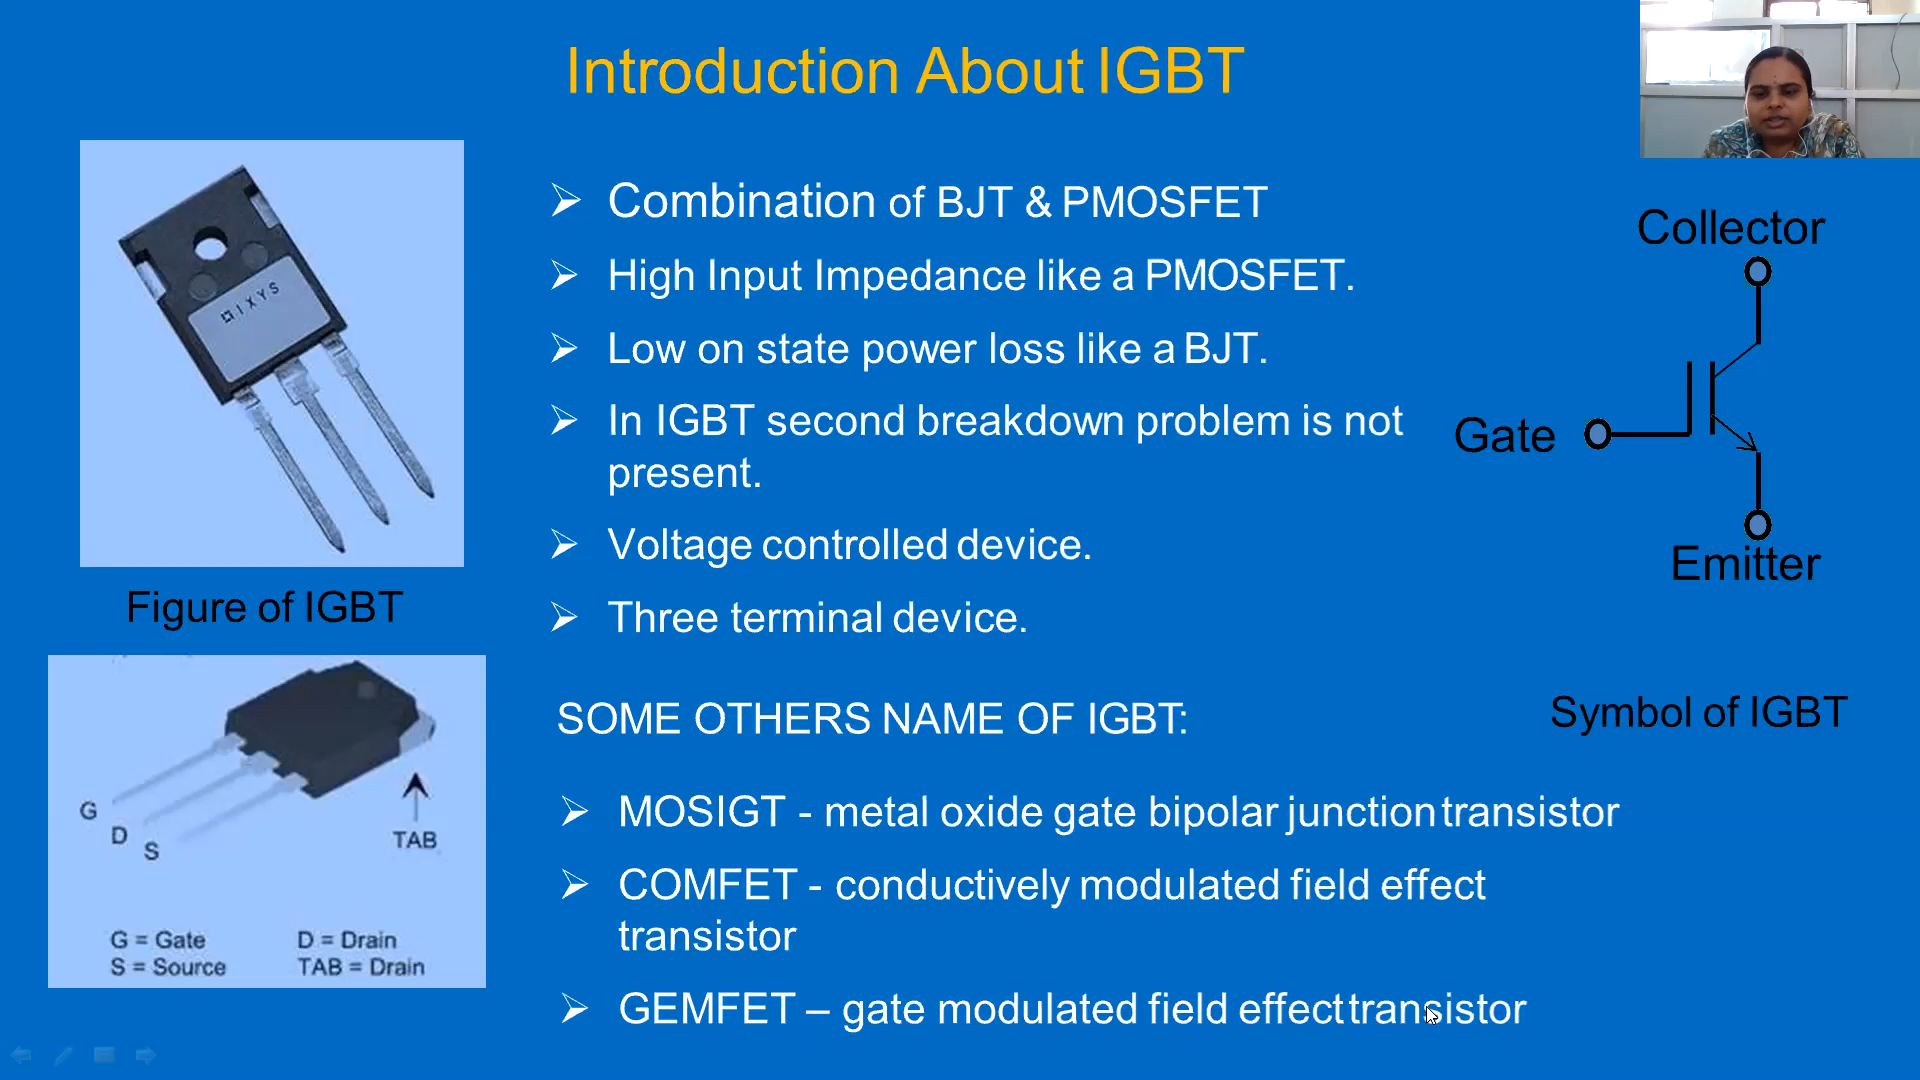 Introduction About IGBT
IXYS
Figure of IGBT
➢ Combination of BJT & PMOSFET
➢ High Input Impedance like a PMOSFET.
➢ Low on state power loss like a BJT.
➢ In IGBT second breakdown problem is not
present.
➢ Voltage controlled device.
➢ Three terminal device.
Collector
Gate
Emitter
Symbol of IGBT
G
D
S
TAB
G = Gate
D = Drain
S = Source
TAB = Drain
SOME OTHERS NAME OF IGBT:
➢ MOSIGT - metal oxide gate bipolar junction transistor
➢ COMFET - conductively modulated field effect
transistor
➢ GEMFET – gate modulated field effect transistor